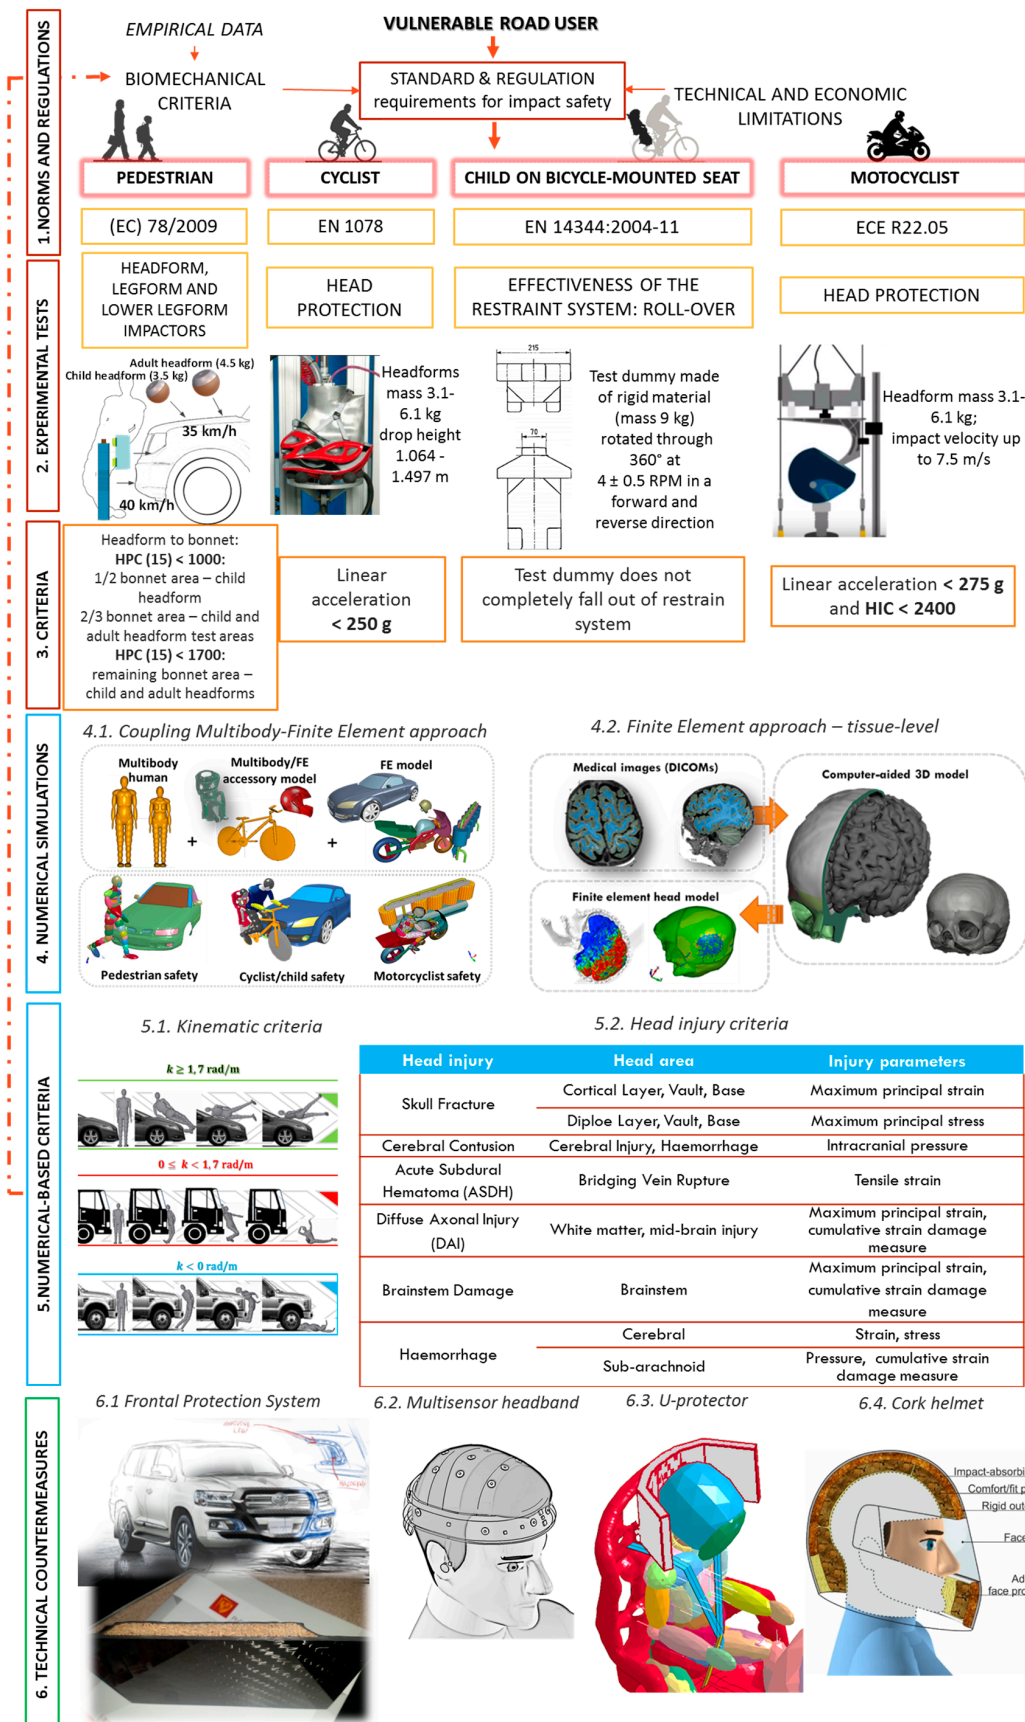 VULNERABLE ROAD USER
EMPIRICAL DATA
BIOMECHANICAL
CRITERIA
STANDARD & REGULATION
requirements for impact safety
TECHNICAL AND ECONOMIC
LIMITATIONS
1.NORMS AND REGULATIONS
PEDESTRIAN
CYCLIST
CHILD ON BICYCLE-MOUNTED SEAT
MOTOCYCLIST
(EC) 78/2009
EN 1078
EN 14344:2004-11
ECE R22.05
2. EXPERIMENTAL TESTS
HEADFORM,
LEGFORM AND
LOWER LEGFORM
IMPACTORS
HEAD
PROTECTION
EFFECTIVENESS OF THE
RESTRAINT SYSTEM: ROLL-OVER
HEAD PROTECTION
Adult headform (4.5 kg)
Child headform (3.5 kg)
35 km/h
40 km/h
Headforms
mass 3.1-
6.1 kg
drop height
1.064 -
1.497 m
215
70
Test dummy made
of rigid material
(mass 9 kg)
rotated through
360° at
4 ± 0.5 RPM in a
forward and
reverse direction
Headform mass 3.1-
6.1 kg;
impact velocity up
to 7.5 m/s
3. CRITERIA
Headform to bonnet:
HPC (15) < 1000:
1/2 bonnet area – child
headform
2/3 bonnet area – child and
adult headform test areas
HPC (15) < 1700:
remaining bonnet area –
child and adult headforms
Linear
acceleration
< 250 g
Test dummy does not
completely fall out of restrain
system
Linear acceleration < 275 g
and HIC < 2400
4. NUMERICAL SIMULATIONS
4.1. Coupling Multibody-Finite Element approach
Multibody
human
Multibody/FE
accessory model
FE model
+
+
Pedestrian safety
Cyclist/child safety
Motorcyclist safety
4.2. Finite Element approach – tissue-level
Medical images (DICOMs)
Computer-aided 3D model
Finite element head model
5.NUMERICAL-BASED CRITERIA
5.1. Kinematic criteria
k ≥ 1,7 rad/m
0 ≤ k < 1,7 rad/m
k < 0 rad/m
5.2. Head injury criteria
Head injury Head area Injury parameters
Skull Fracture
Cortical Layer, Vault, Base Maximum principal strain
Diploe Layer, Vault, Base Maximum principal stress
Cerebral Contusion Cerebral Injury, Haemorrhage Intracranial pressure
Acute Subdural
Hematoma (ASDH)
Bridging Vein Rupture Tensile strain
Diffuse Axonal Injury
(DAI)
White matter, mid-brain injury
Maximum principal strain,
cumulative strain damage
measure
Brainstem Damage Brainstem
Maximum principal strain,
cumulative strain damage
measure
Haemorrhage
Cerebral Strain, stress
Sub-arachnoid
Pressure, cumulative strain
damage measure
6. TECHNICAL COUNTERMEASURES
6.1 Frontal Protection System
6.2. Multisensor headband
6.3. U-protector
6.4. Cork helmet
Impact-absorbi
Comfort/fit p
Rigid out
Face
Ad
face pro